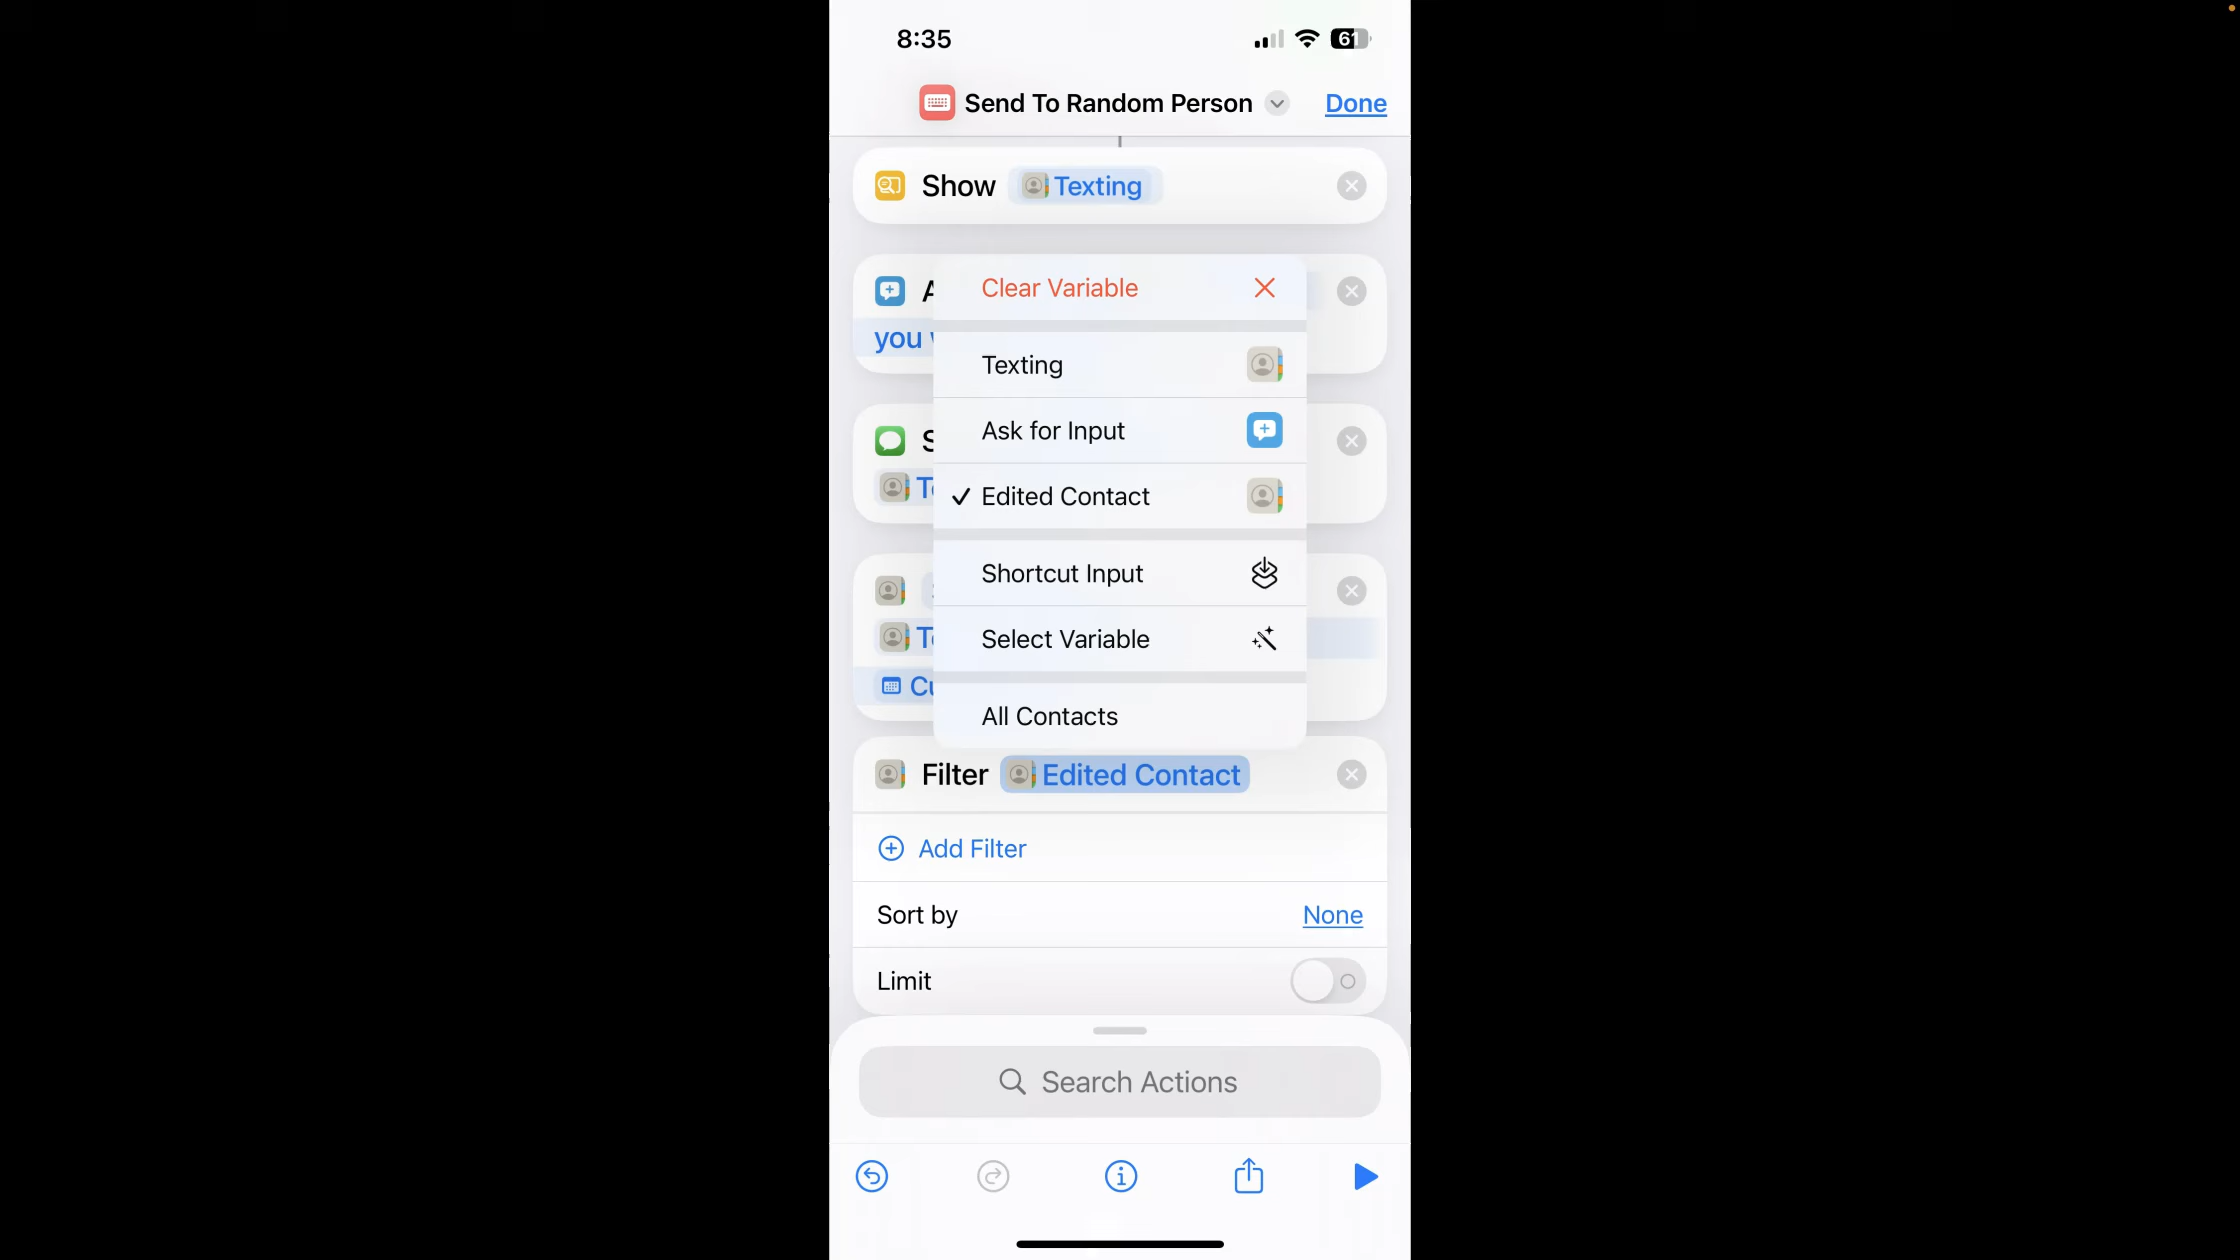 8:35
61
Send To Random Person
Done
Show Texting
Clear Variable
you
Texting
Ask for Input
Edited Contact
Shortcut Input
Select Variable
All Contacts
Filter Edited Contact
Add Filter
Sort by
None
Limit
Search Actions